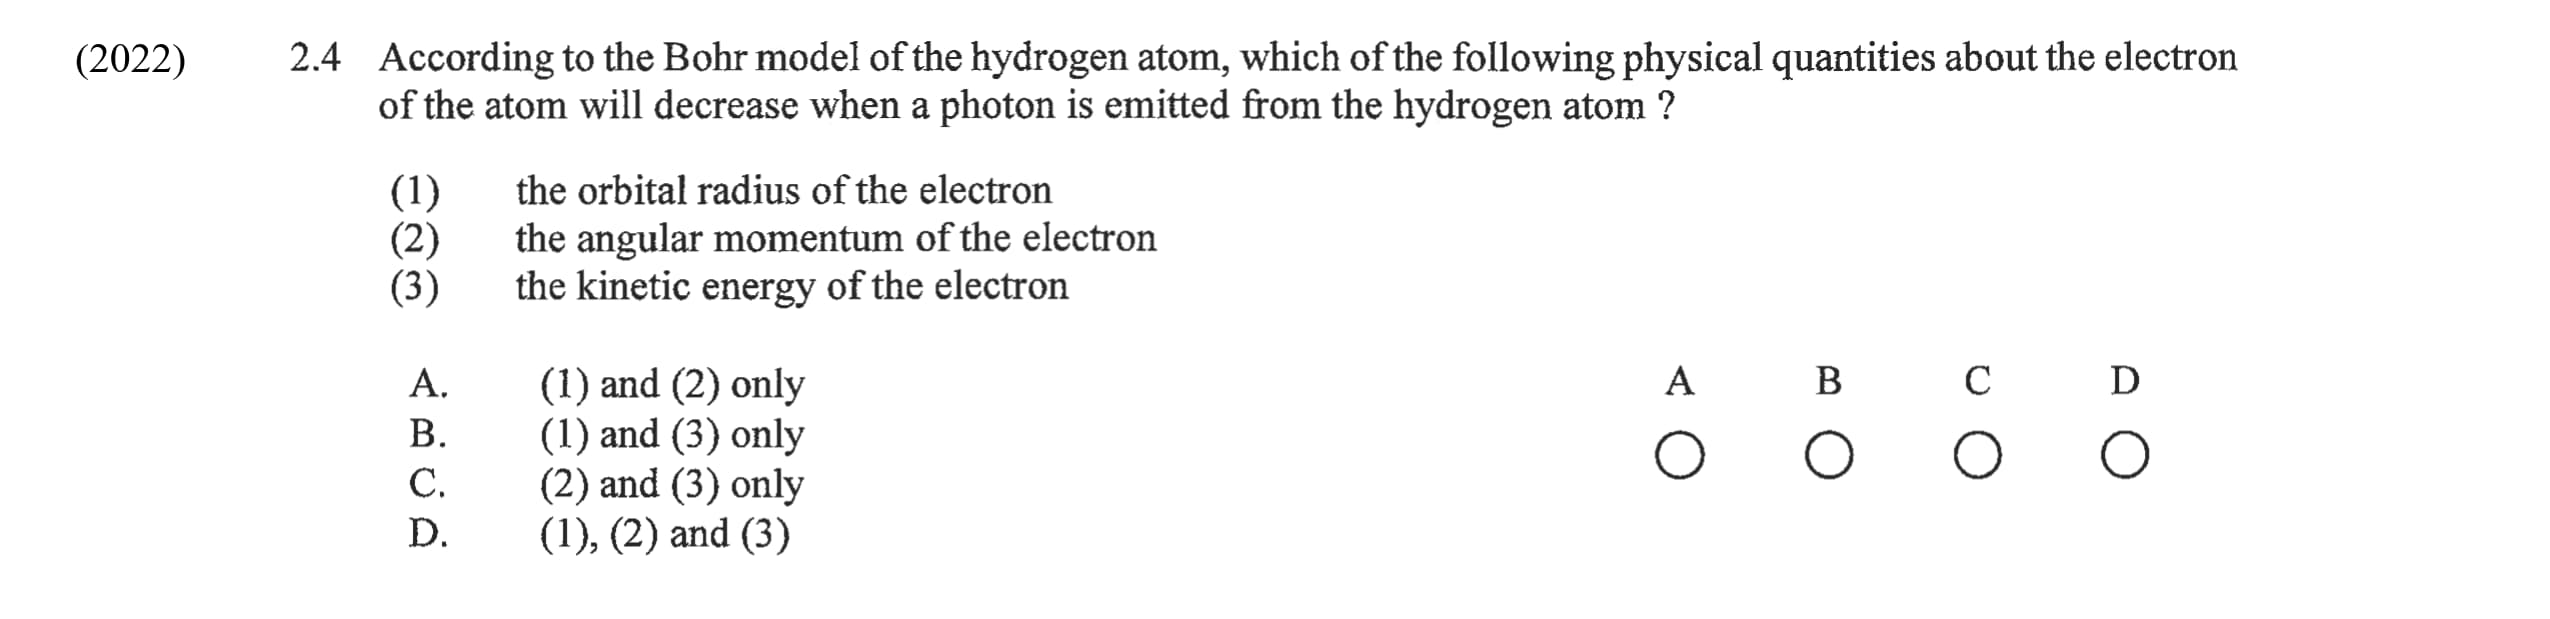 (2022) 2.4 According to the Bohr model of the hydrogen atom, which of the following physical quantities about the electron
of the atom will decrease when a photon is emitted from the hydrogen atom ?
(1) the orbital radius of the electron
(2) the angular momentum of the electron
(3) the kinetic energy of the electron
A. (1) and (2) only
B. (1) and (3) only
C. (2) and (3) only
D. (1), (2) and (3)
A B C D